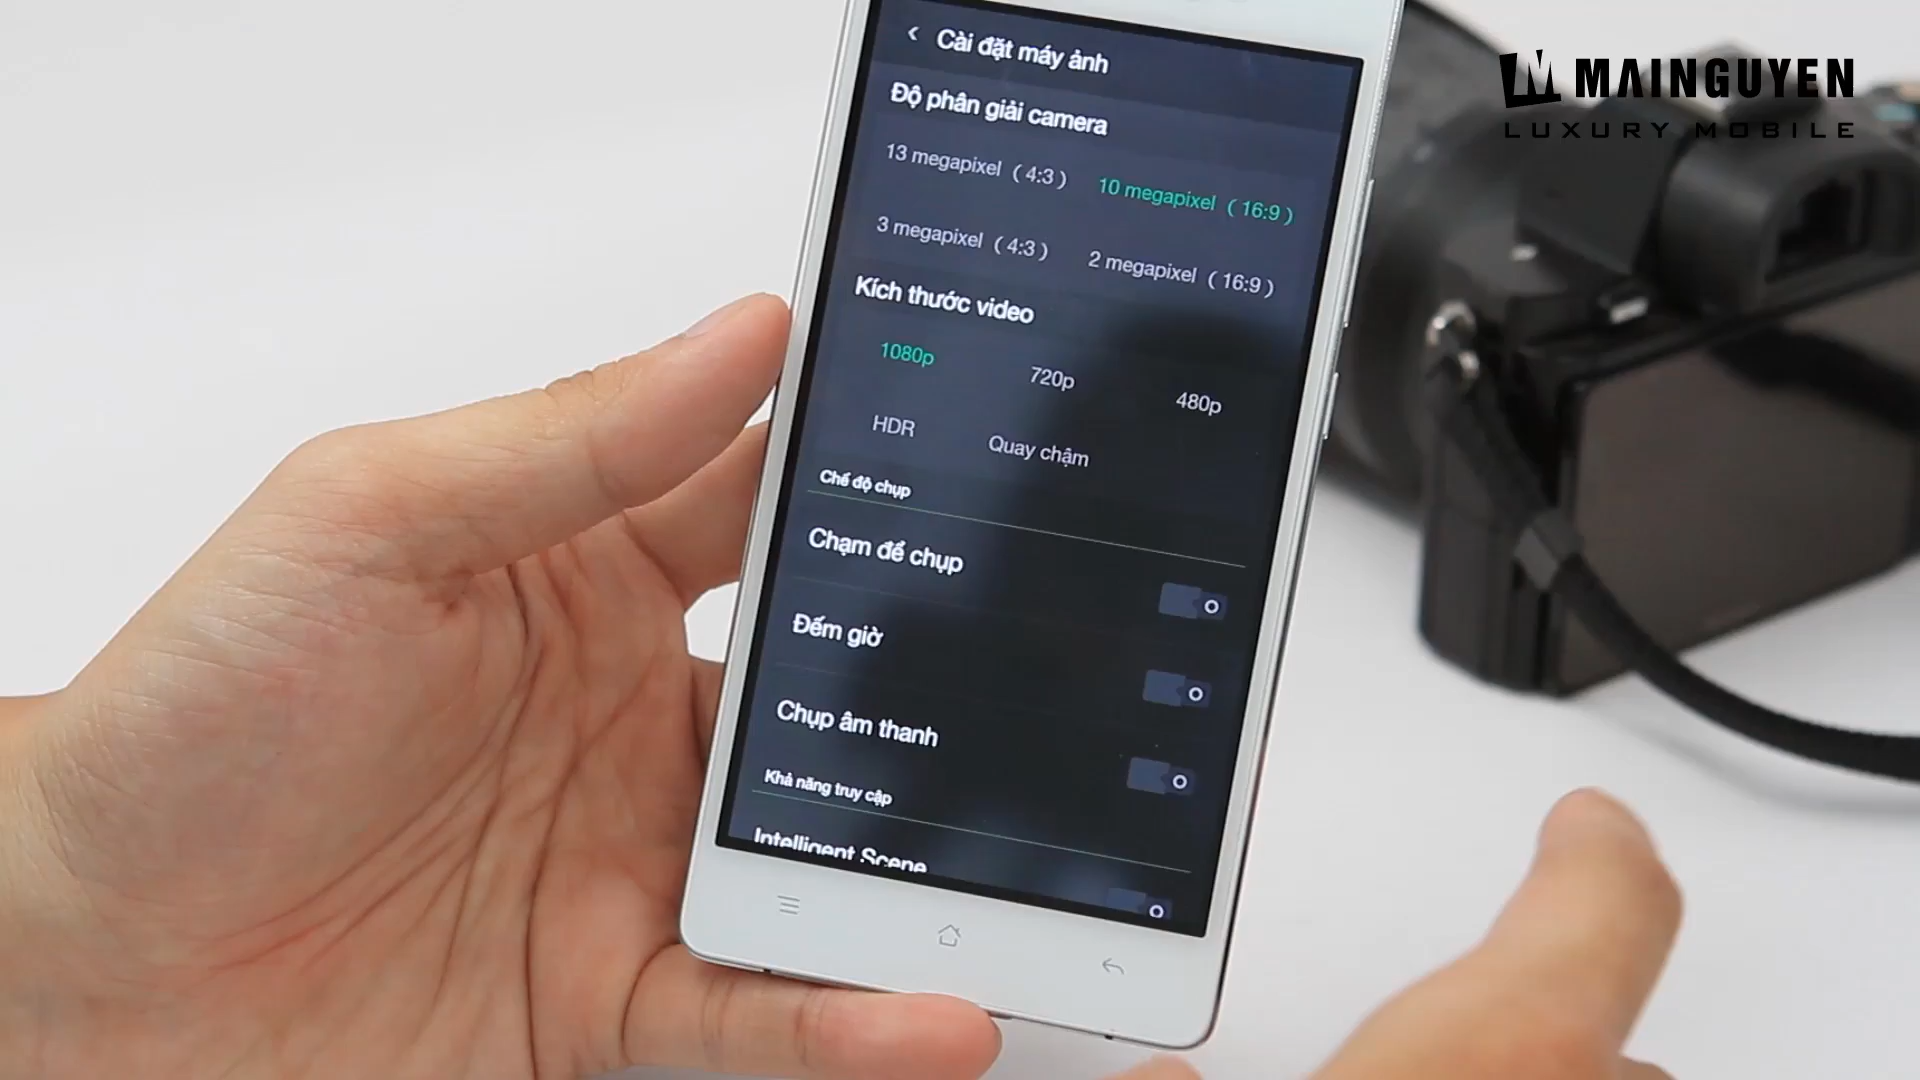 MAINGUYEN
LUXURY MOBILE
Cài đặt máy ảnh
Độ phân giải camera
13 megapixel ( 4:3 ) 10 megapixel ( 16:9 )
3 megapixel ( 4:3 ) 2 megapixel ( 16:9 )
Kích thước video
1080p 720p 480p
HDR Quay chậm
Chế độ chụp
Chạm để chụp
Đếm giờ
Chụp âm thanh
Khả năng truy cập
Intelligent Scene